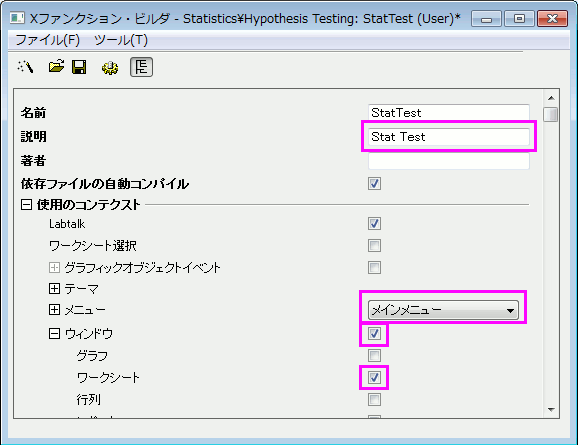 Xファンクション・ビルダ - Statistics¥Hypothesis Testing: StatTest (User)*
ファイル(F) ツール(T)
名前 StatTest
説明 Stat Test
著者
依存ファイルの自動コンパイル
使用のコンテクスト
Labtalk
ワークシート選択
グラフィックオブジェクトイベント
テーマ
メニュー メインメニュー
ウィンドウ
グラフ
ワークシート
行列